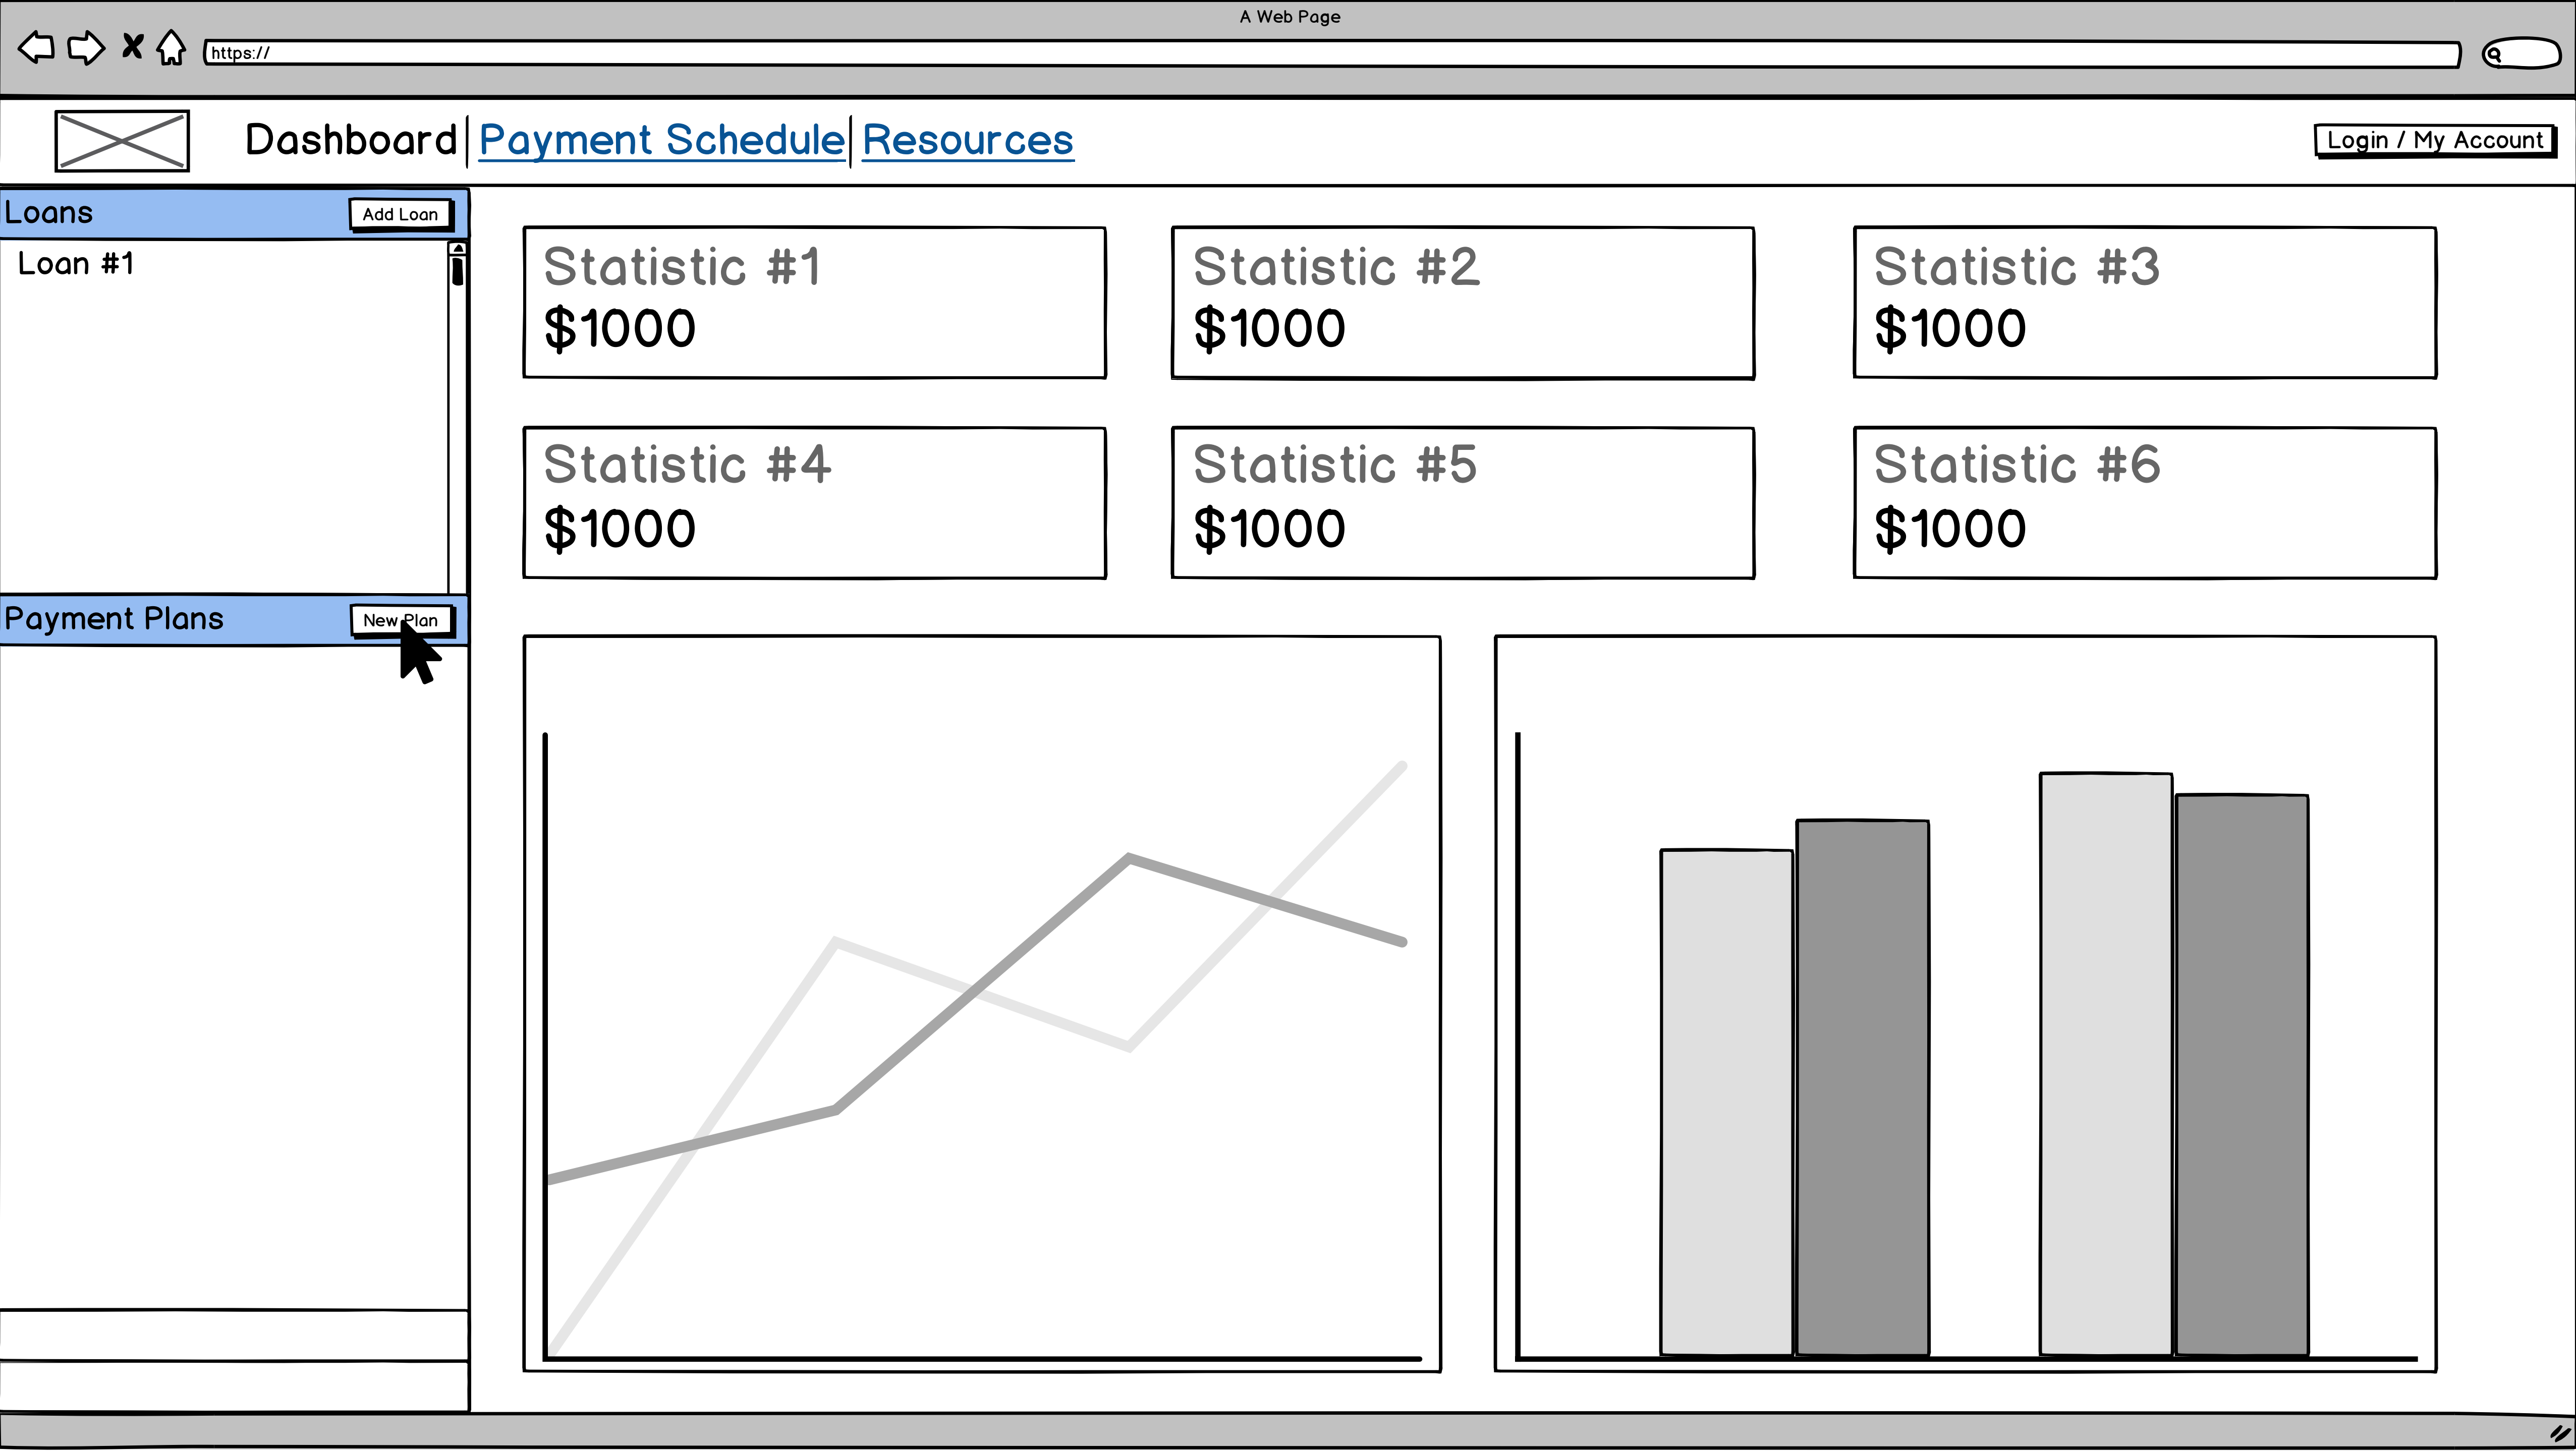 A Web Page
https://
Dashboard Payment Schedule Resources
Login / My Account
Loans
Add Loan
Loan #1
Payment Plans
New Plan
Statistic #1
$1000
Statistic #2
$1000
Statistic #3
$1000
Statistic #4
$1000
Statistic #5
$1000
Statistic #6
$1000